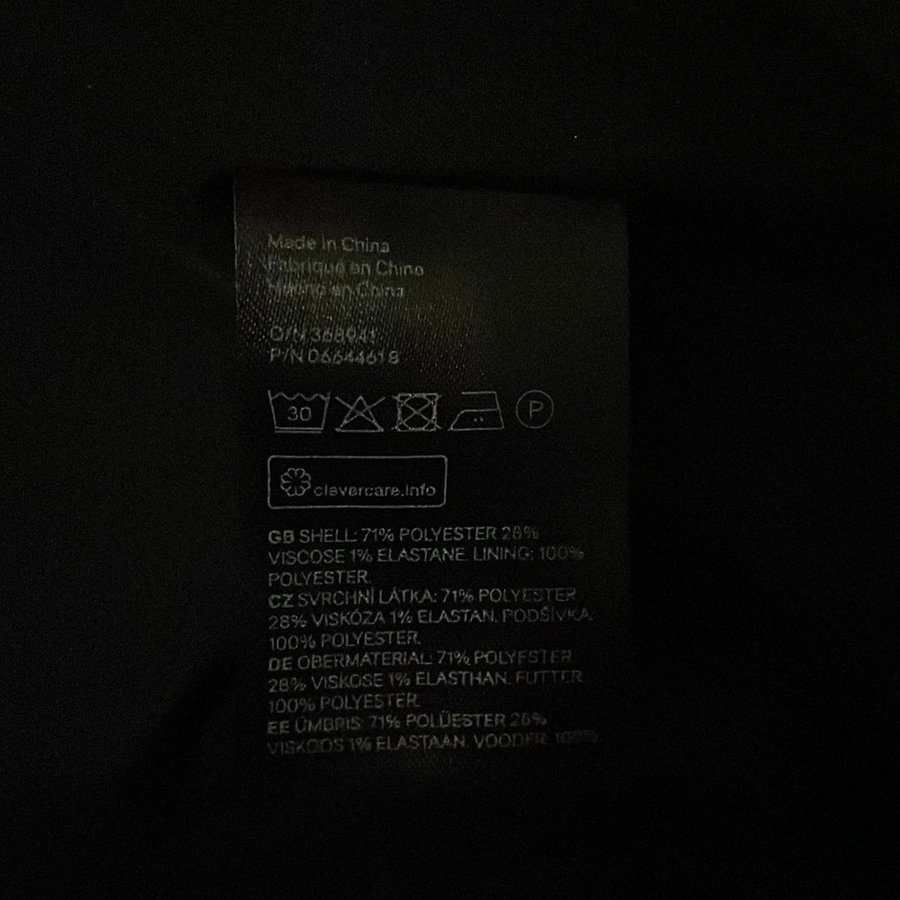 Made in China
Fabriqué en Chine
Hecho en China
O/N 368941
P/N 06644618
30
P
clevercare.info
GB SHELL: 71% POLYESTER 28%
VISCOSE 1% ELASTANE. LINING: 100%
POLYESTER.
CZ SVRCHNÍ LÁTKA: 71% POLYESTER
28% VISKÓZA 1% ELASTAN. PODŠÍVKA:
100% POLYESTER.
DE OBERMATERIAL: 71% POLYESTER
28% VISKOSE 1% ELASTHAN. FUTTER:
100% POLYESTER.
EE ÜMBRIS: 71% POLÜESTER 28%
VISKOOS 1% ELASTAAN. VOODER: 100%